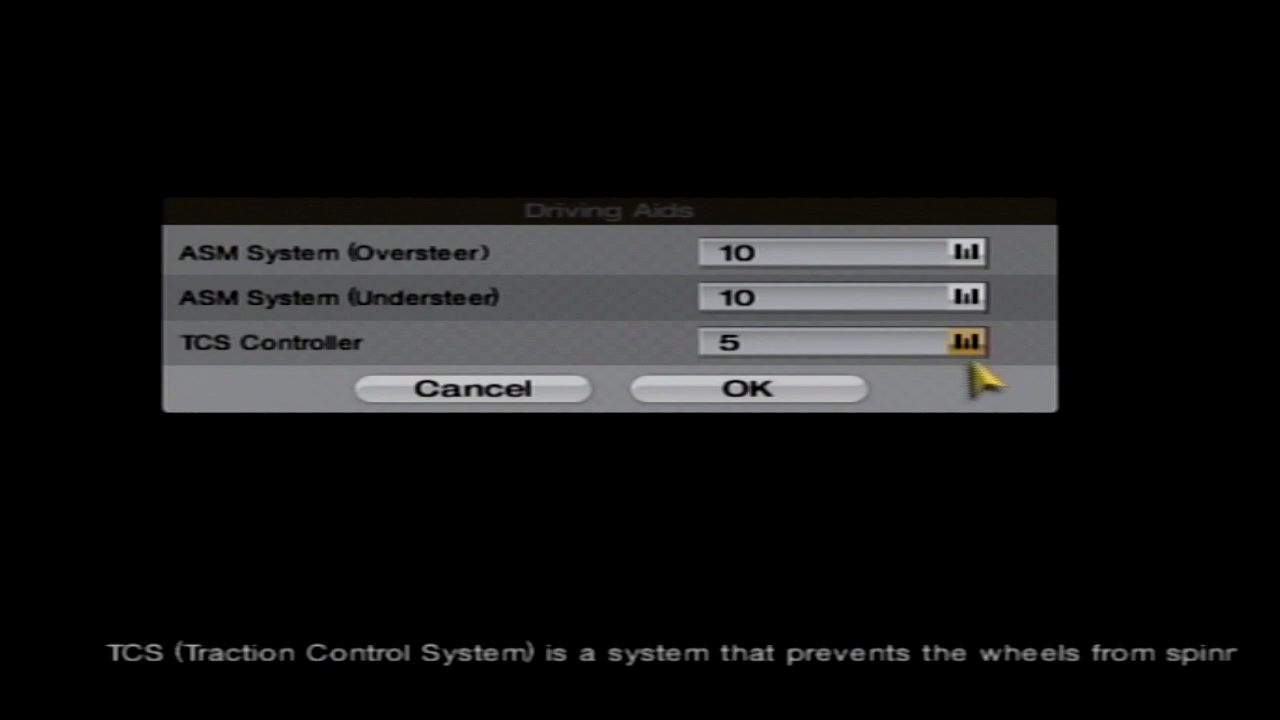 Driving Aids
ASM System (Oversteer) 10
ASM System (Understeer) 10
TCS Controller 5
Cancel OK
TCS (Traction Control System) is a system that prevents the wheels from spinr